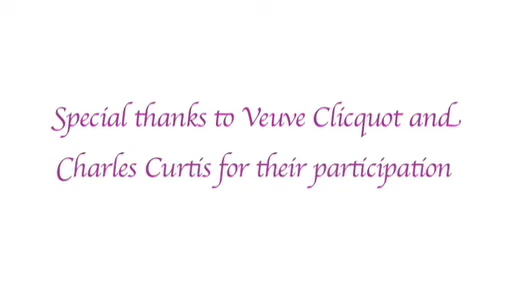 Special thanks to Veuve Clicquot and
Charles Curtis for their participation